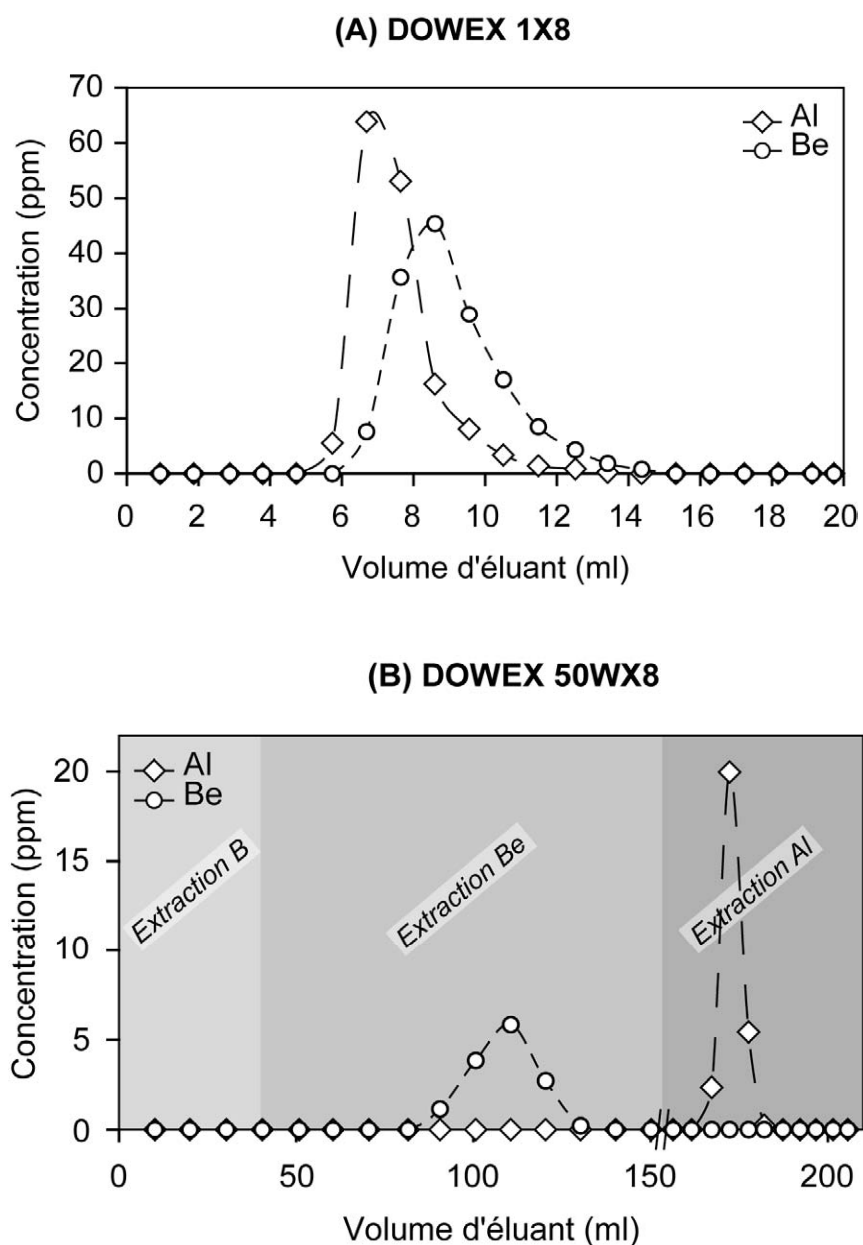 (A) DOWEX 1X8
70
60
50
40
30
20
10
0
Concentration (ppm)
Al
Be
0 2 4 6 8 10 12 14 16 18 20
Volume d'éluant (ml)
(B) DOWEX 50WX8
20
15
10
5
0
Concentration (ppm)
Al
Be
Extraction B
Extraction Be
Extraction Al
0 50 100 150 200
Volume d'éluant (ml)